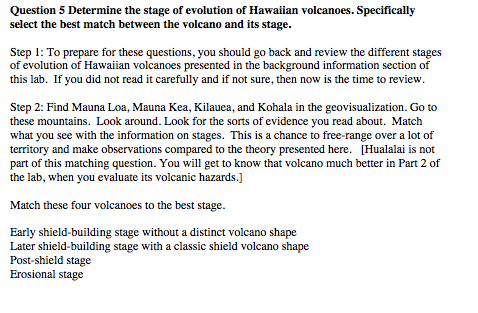 Question 5 Determine the stage of evolution of Hawaiian volcanoes. Specifically
select the best match between the volcano and its stage.
Step 1: To prepare for these questions, you should go back and review the different stages
of evolution of Hawaiian volcanoes presented in the background information section of
this lab.  If you did not read it carefully and if not sure, then now is the time to review.
Step 2: Find Mauna Loa, Mauna Kea, Kilauea, and Kohala in the geovisualization. Go to
these mountains.  Look around. Look for the sorts of evidence you read about.  Match
what you see with the information on stages.  This is a chance to free-range over a lot of
territory and make observations compared to the theory presented here.   [Hualalai is not
part of this matching question. You will get to know that volcano much better in Part 2 of
the lab, when you evaluate its volcanic hazards.]
Match these four volcanoes to the best stage.
Early shield-building stage without a distinct volcano shape
Later shield-building stage with a classic shield volcano shape
Post-shield stage
Erosional stage